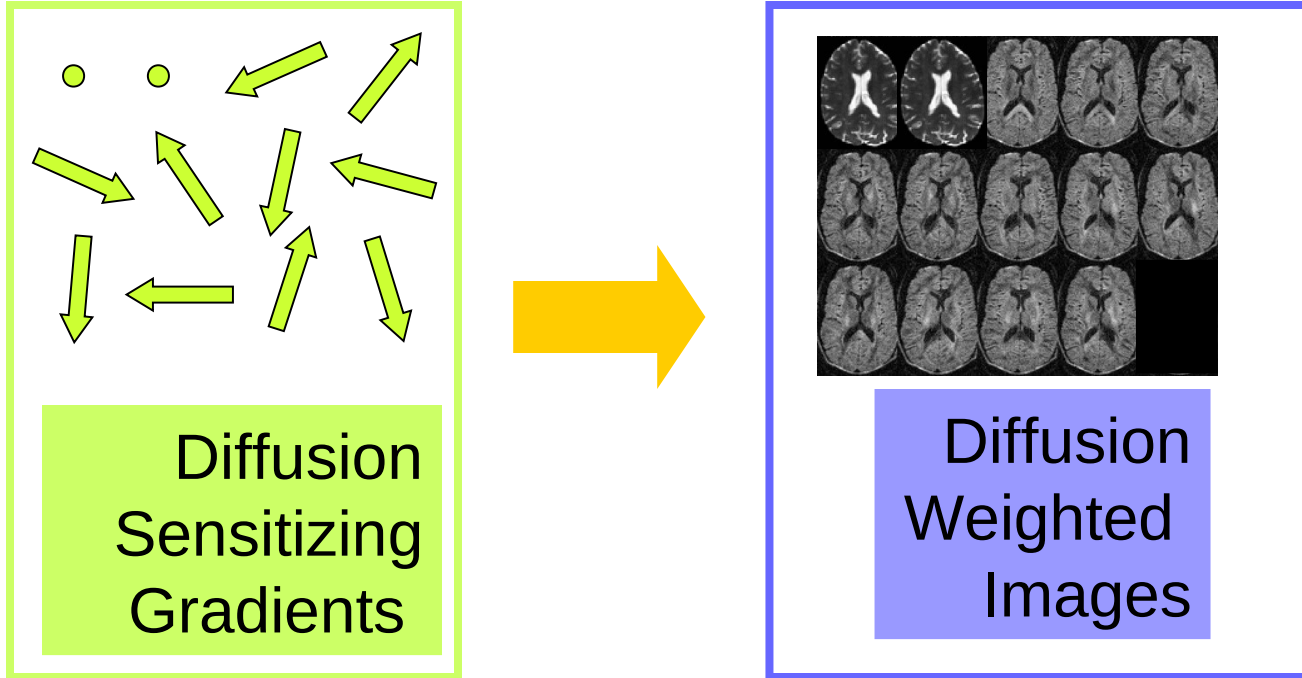 Diffusion
Sensitizing
Gradients
Diffusion
Weighted
Images